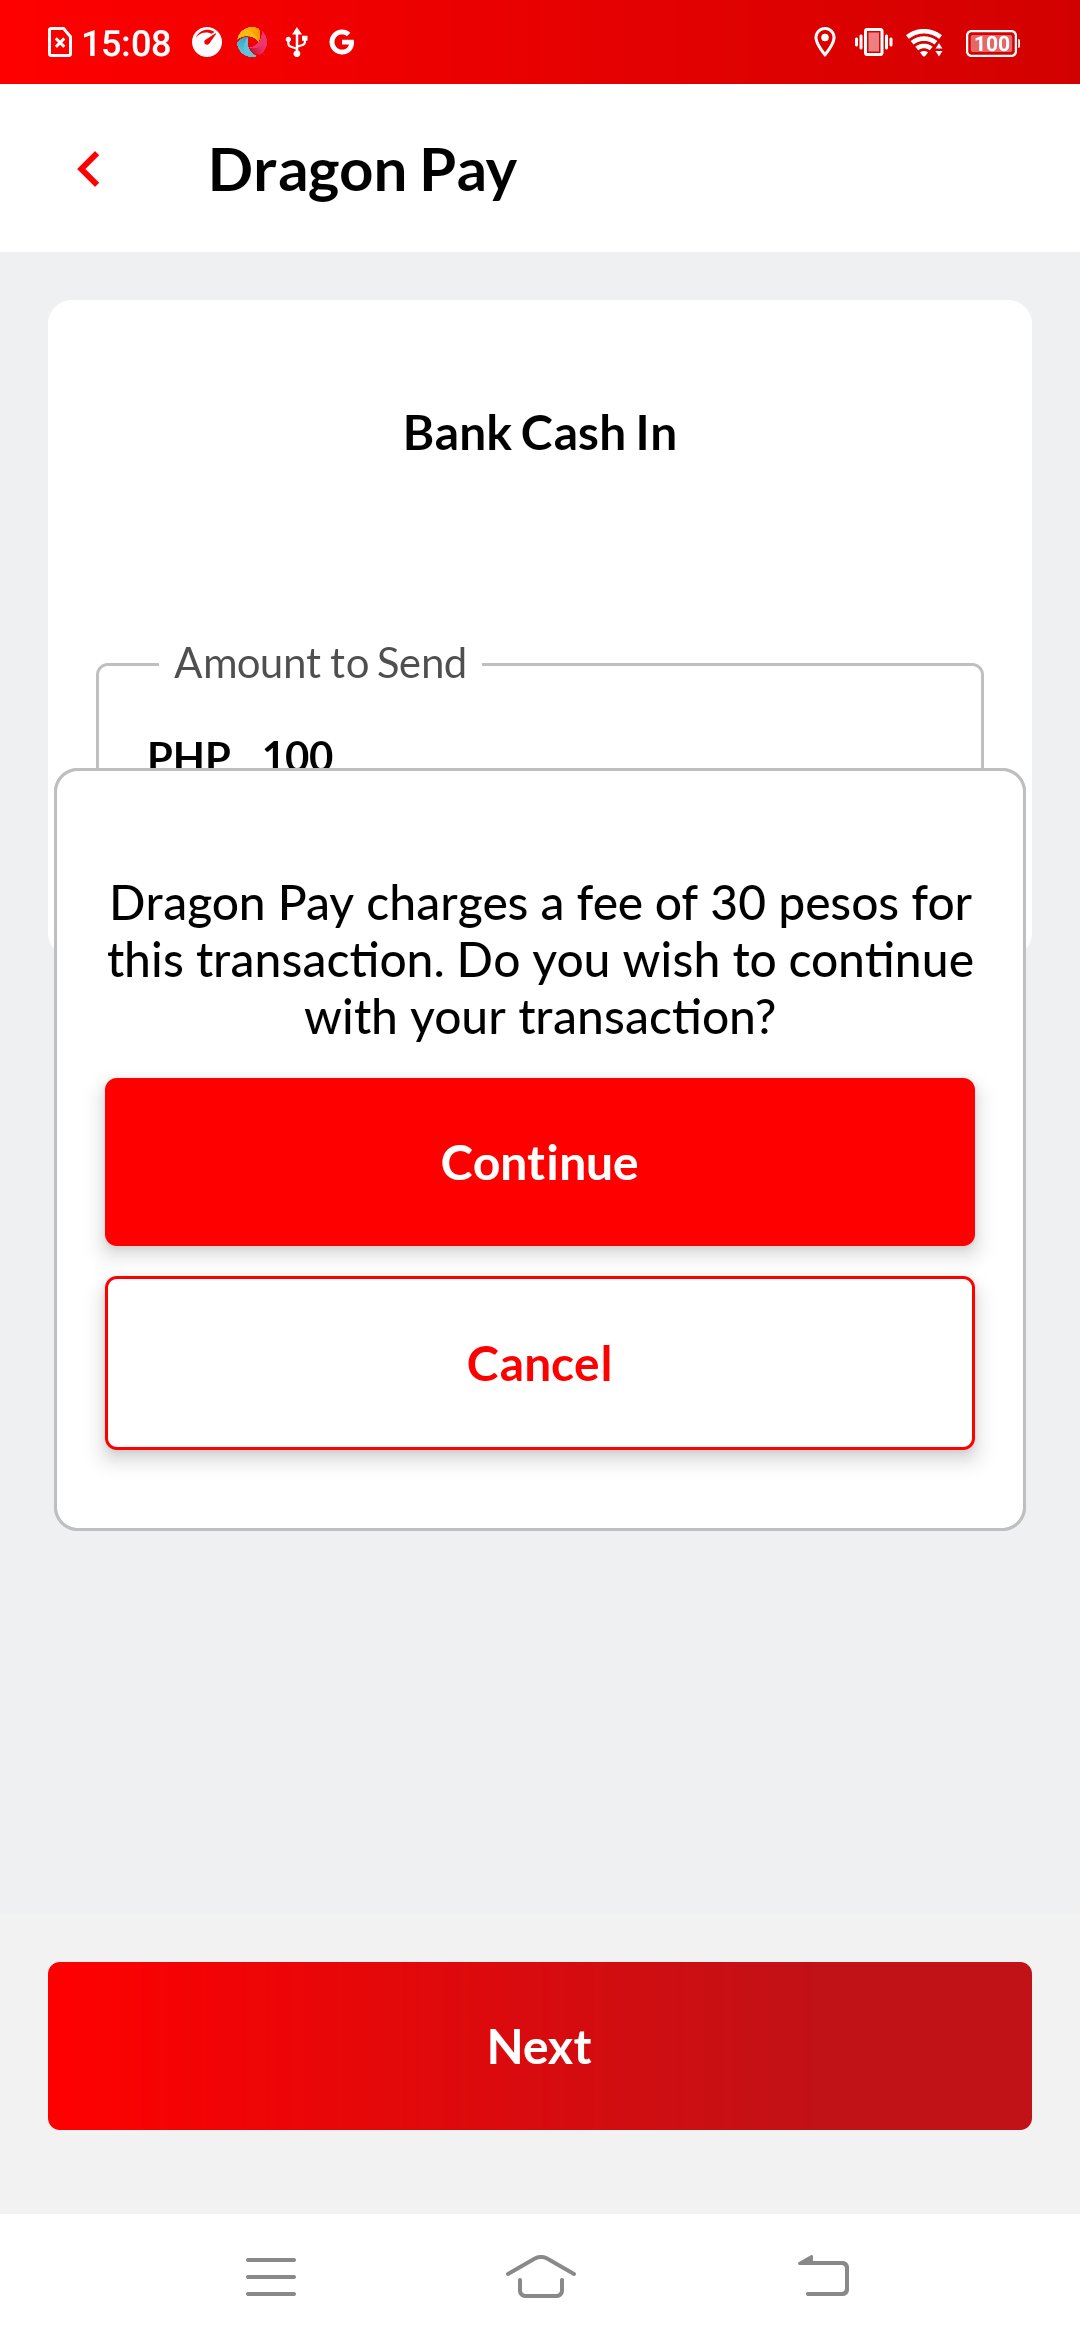 15:08
100
Dragon Pay
Bank Cash In
Amount to Send
PHP 100
Dragon Pay charges a fee of 30 pesos for
this transaction. Do you wish to continue
with your transaction?
Continue
Cancel
Next